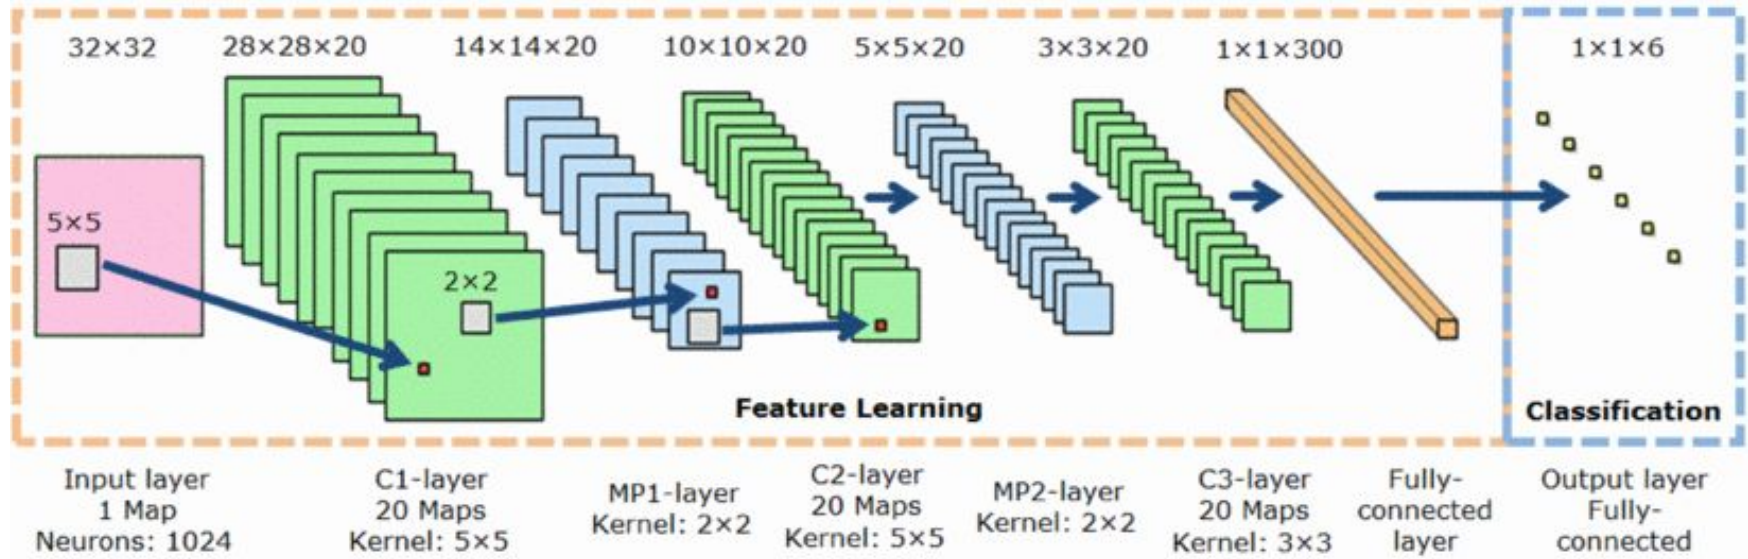 32×32 28×28×20 14×14×20 10×10×20 5×5×20 3×3×20 1×1×300 1×1×6
5×5
2×2
Feature Learning
Classification
Input layer
1 Map
Neurons: 1024
C1-layer
20 Maps
Kernel: 5×5
MP1-layer
Kernel: 2×2
C2-layer
20 Maps
Kernel: 5×5
MP2-layer
Kernel: 2×2
C3-layer
20 Maps
Kernel: 3×3
Fully-
connected
layer
Output layer
Fully-
connected